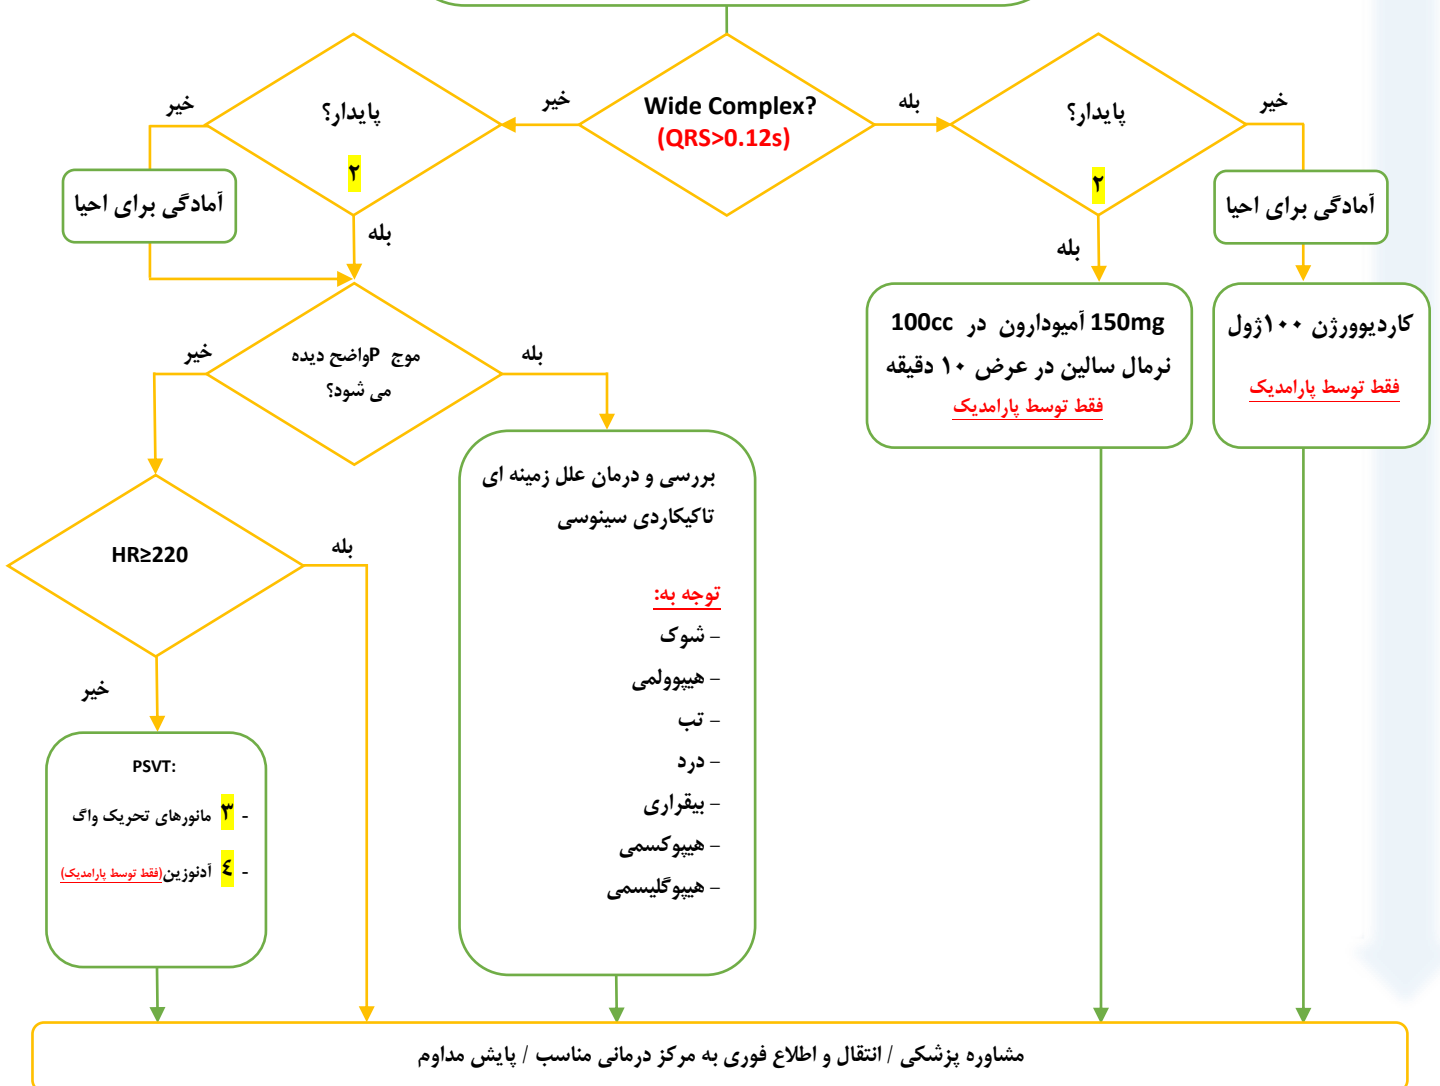 Wide Complex?
(QRS>0.12s)
بله
خیر
پایدار؟
۲
خیر
بله
پایدار؟
۲
خیر
بله
آمادگی برای احیا
آمادگی برای احیا
کاردیوورژن ۱۰۰ژول
فقط توسط پارامدیک
150mg آمیودارون در 100cc
نرمال سالین در عرض ۱۰ دقیقه
فقط توسط پارامدیک
موج Pواضح دیده
می شود؟
بله
خیر
بررسی و درمان علل زمینه ای
تاکیکاردی سینوسی
توجه به:
– شوک
– هیپوولمی
– تب
– درد
– بیقراری
– هیپوکسمی
– هیپوگلیسمی
HR≥220
بله
خیر
PSVT:
- ۳ مانورهای تحریک واگ
- ٤ آدنوزین(فقط توسط پارامدیک)
مشاوره پزشکی / انتقال و اطلاع فوری به مرکز درمانی مناسب / پایش مداوم